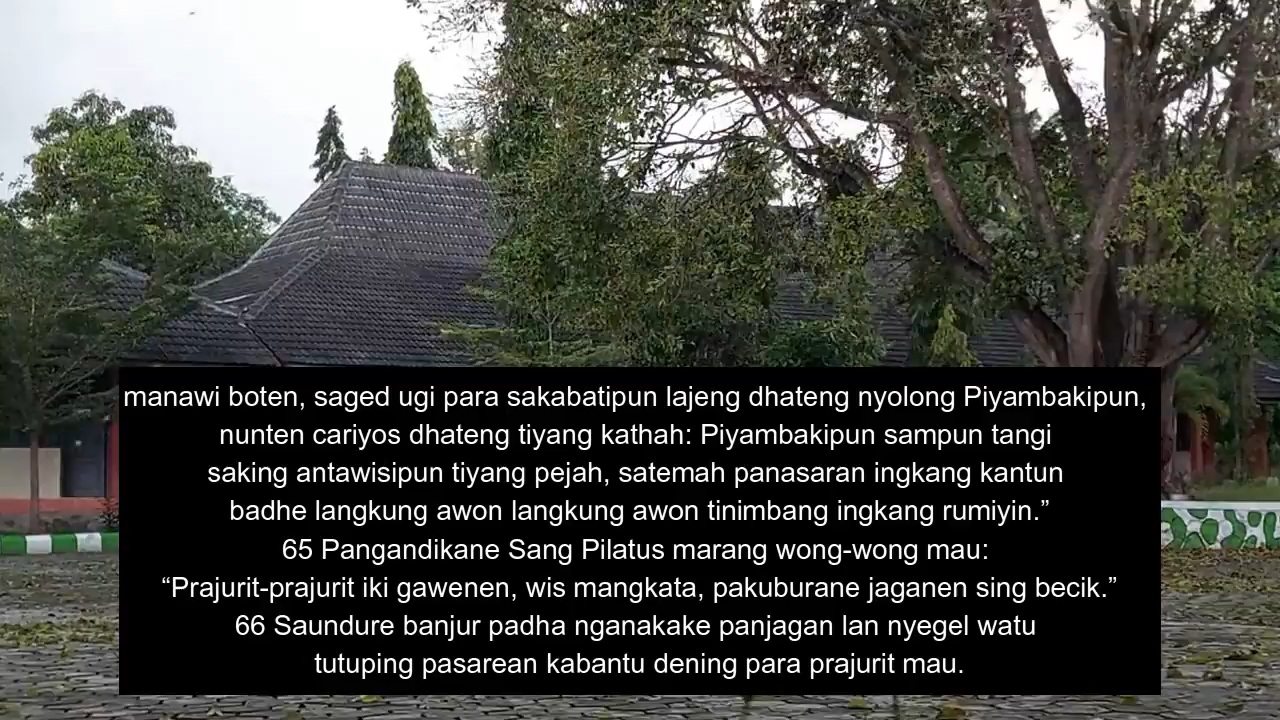 manawi boten, saged ugi para sakabatipun lajeng dhateng nyolong Piyambakipun,
nunten cariyos dhateng tiyang kathah: Piyambakipun sampun tangi
saking antawisipun tiyang pejah, satemah panasaran ingkang kantun
badhe langkung awon langkung awon tinimbang ingkang rumiyin.”
65 Pangandikane Sang Pilatus marang wong-wong mau:
“Prajurit-prajurit iki gawenen, wis mangkata, pakuburane jaganen sing becik.”
66 Saundure banjur padha nganakake panjagan lan nyegel watu
tutuping pasarean kabantu dening para prajurit mau.